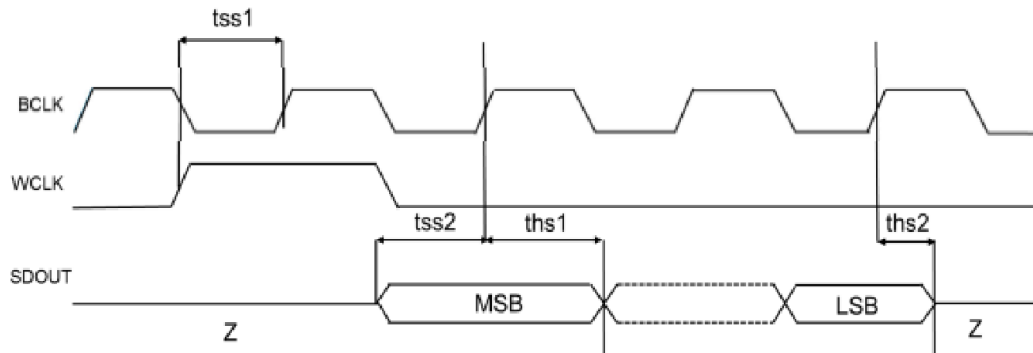 tss1
BCLK
WCLK
tss2
ths1
ths2
SDOUT
MSB
LSB
Z
Z